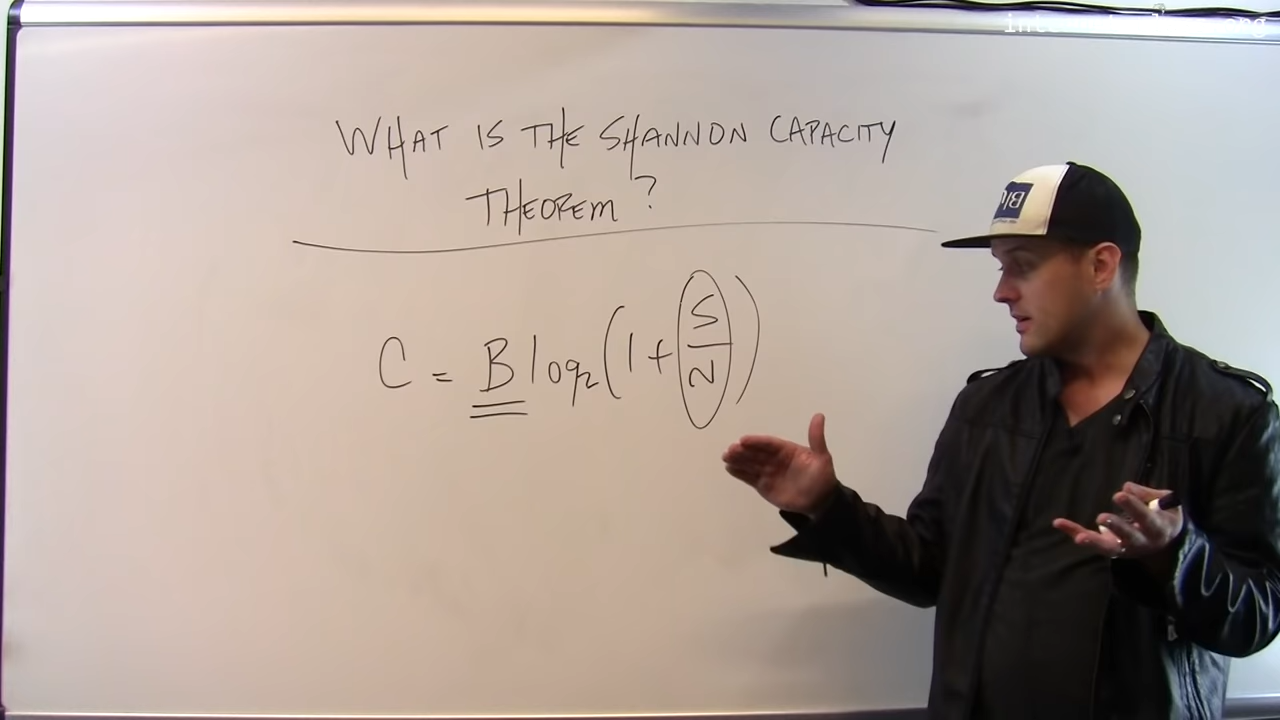 WHAT IS THE SHANNON CAPACITY
THEOREM?
C = B log₂(1 + S/N)